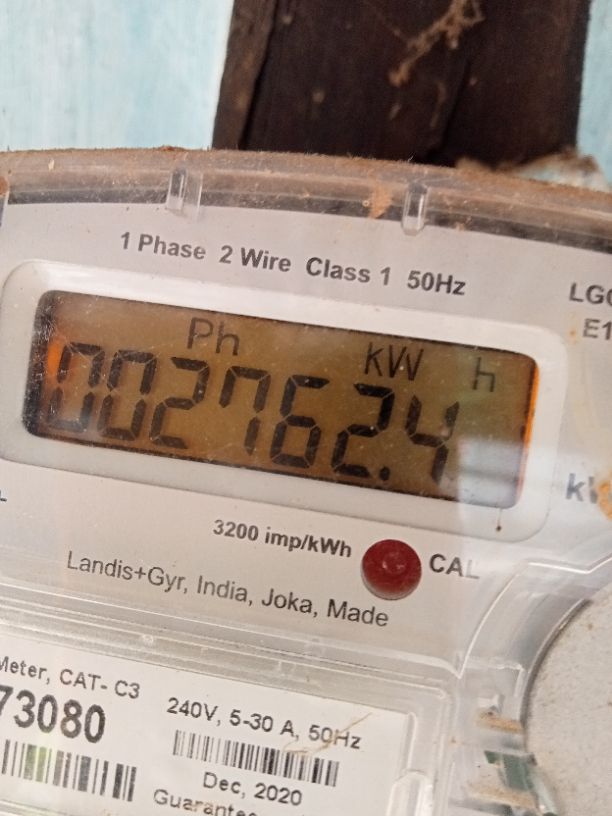 1 Phase 2 Wire Class 1 50Hz
E1
Ph kW h
002762.4
3200 imp/kWh
CAL
Landis+Gyr, India, Joka, Made
Meter, CAT- C3
73080
240V, 5-30 A, 50Hz
Dec, 2020